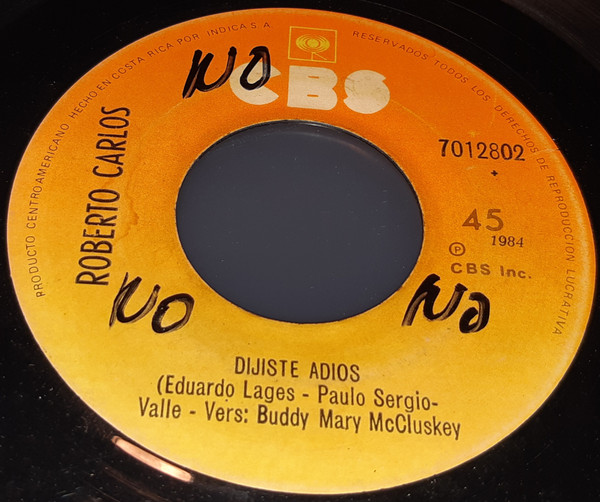 PRODUCTO CENTROAMERICANO HECHO EN COSTA RICA POR INDICA S.A.
RESERVADOS TODOS LOS DERECHOS DE REPRODUCCION LUCRATIVA
NO
CBS
ROBERTO CARLOS
7012802
45
1984
℗
CBS Inc.
NO
NO
DIJISTE ADIOS
(Eduardo Lages - Paulo Sergio-
Valle - Vers: Buddy Mary McCluskey